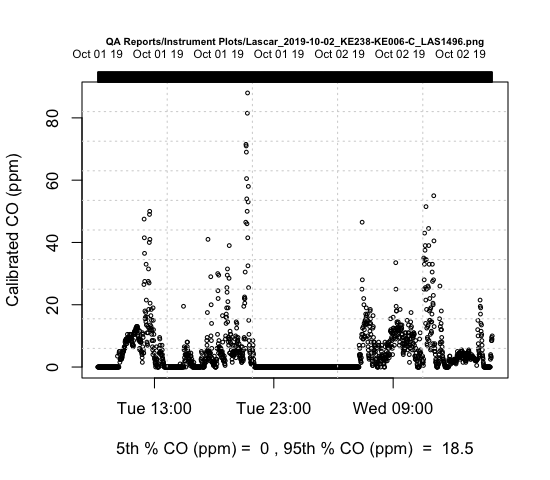 QA Reports/Instrument Plots/Lascar_2019-10-02_KE238-KE006-C_LAS1496.png
Oct 01 19 Oct 01 19 Oct 01 19 Oct 01 19 Oct 02 19 Oct 02 19 Oct 02 19
80
60
40
20
0
Calibrated CO (ppm)
Tue 13:00 Tue 23:00 Wed 09:00
5th % CO (ppm) = 0 , 95th % CO (ppm) = 18.5